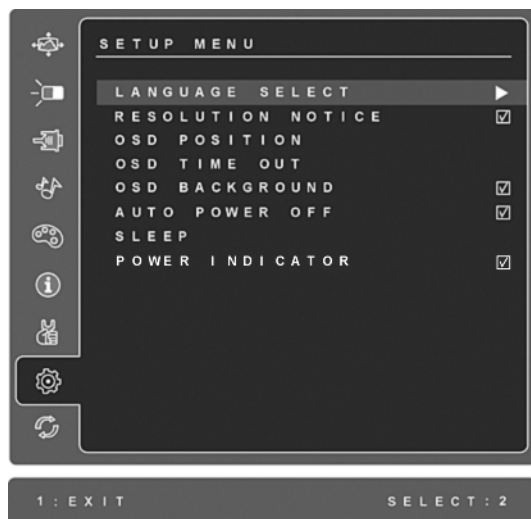 SETUP MENU
LANGUAGE SELECT
RESOLUTION NOTICE
OSD POSITION
OSD TIME OUT
OSD BACKGROUND
AUTO POWER OFF
SLEEP
POWER INDICATOR
1:EXIT SELECT:2